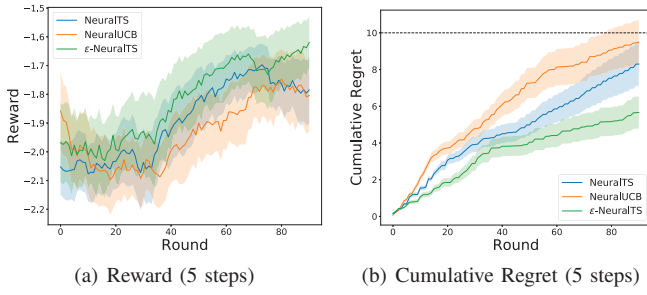 −1.5
−1.6
−1.7
−1.8
−1.9
−2.0
−2.1
−2.2
Reward
NeuralTS
NeuralUCB
ε-NeuralTS
0 20 40 60 80
Round
(a) Reward (5 steps)
10
8
6
4
2
0
Cumulative Regret
NeuralTS
NeuralUCB
ε-NeuralTS
0 20 40 60 80
Round
(b) Cumulative Regret (5 steps)